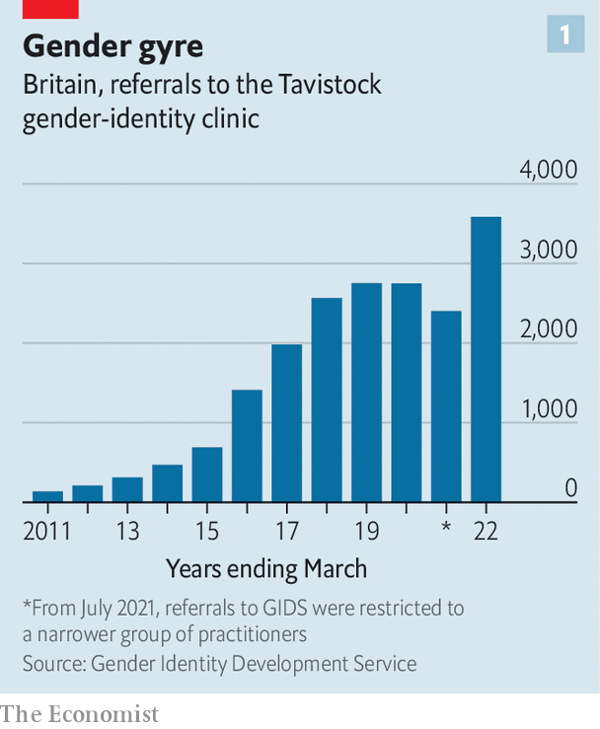 1
Gender gyre
Britain, referrals to the Tavistock
gender-identity clinic
4,000
3,000
2,000
1,000
0
2011 13 15 17 19 * 22
Years ending March
*From July 2021, referrals to GIDS were restricted to
a narrower group of practitioners
Source: Gender Identity Development Service
The Economist